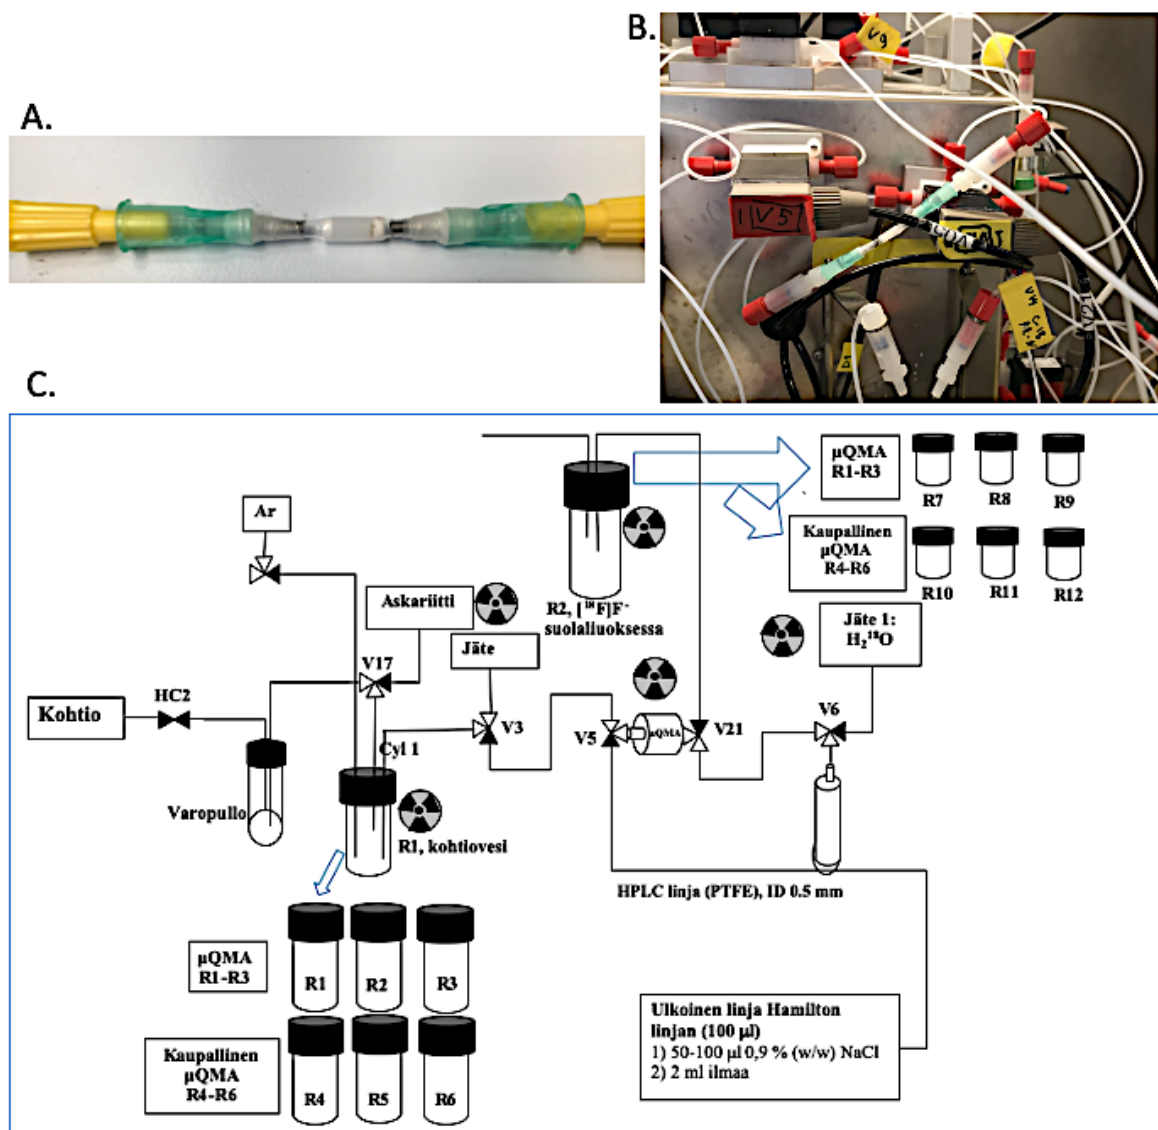 A.
B.
V9
1 V5
V21
C.
Ar
Askariitti
Jäte
V17
HC2
Kohtio
Varopullo
Cyl 1
V3
R1, kohtiovesi
R2, [¹⁸F]F⁻
suolaliuoksessa
µQMA
R1-R3
R7
R8
R9
Kaupallinen
µQMA
R4-R6
R10
R11
R12
Jäte 1:
H₂¹⁸O
V5
µQMA
V21
V6
HPLC linja (PTFE), ID 0.5 mm
µQMA
R1-R3
R1
R2
R3
Kaupallinen
µQMA
R4-R6
R4
R5
R6
Ulkoinen linja Hamilton
linjan (100 µl)
1) 50-100 µl 0,9 % (w/w) NaCl
2) 2 ml ilmaa